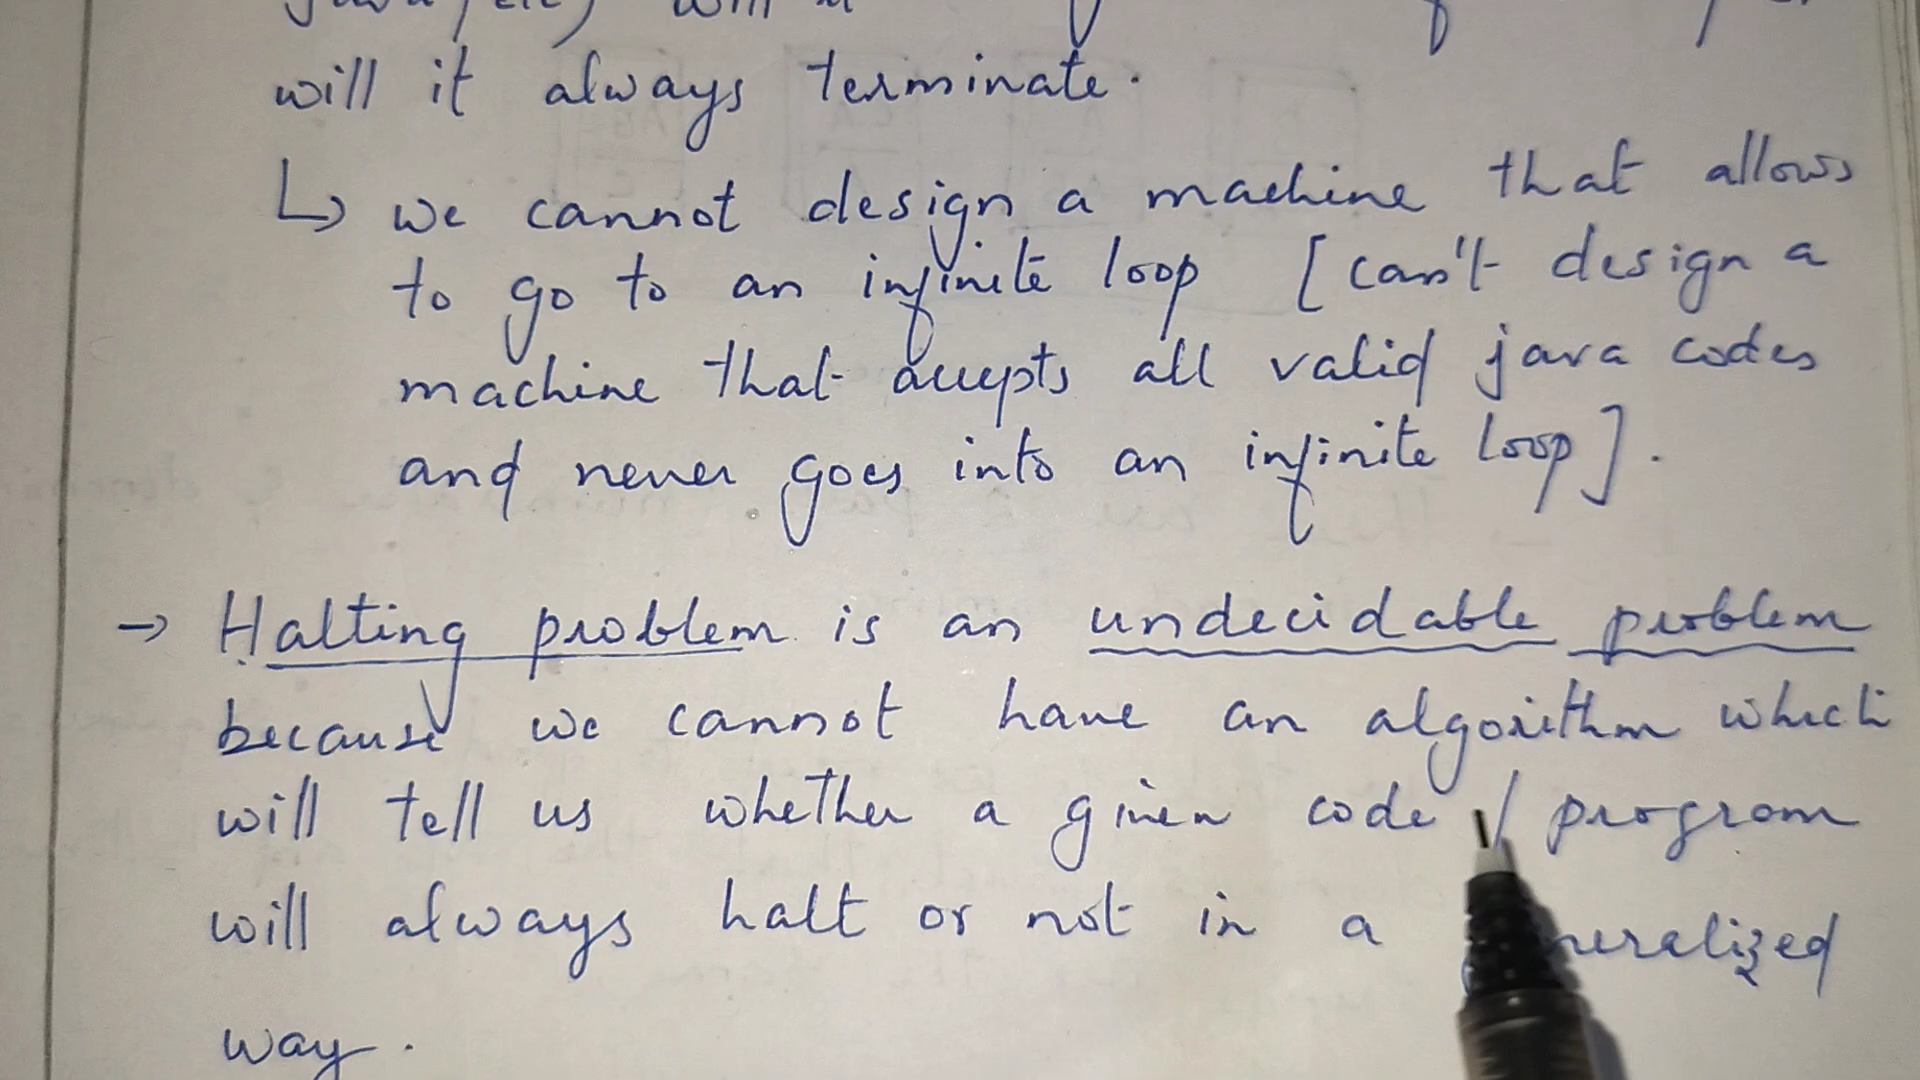 will it
will it always terminate.
↳ we cannot design a machine that allows
to go to an infinite loop [can't design a
machine that accepts all valid java codes
and never goes into an infinite loop].
→ Halting problem is an undecidable problem
because we cannot have an algorithm which
will tell us whether a given code / program
will always halt or not in a
way.